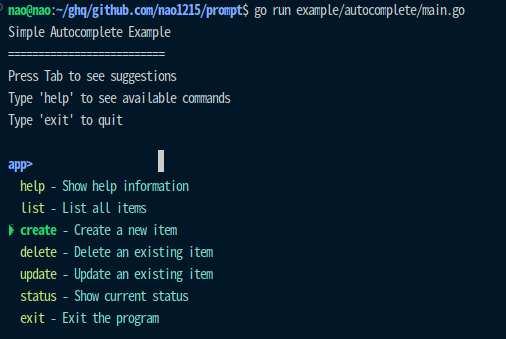 nao@nao:~/ghq/github.com/nao1215/prompt$ go run example/autocomplete/main.go
Simple Autocomplete Example
===========================
Press Tab to see suggestions
Type 'help' to see available commands
Type 'exit' to quit
app>
help - Show help information
list - List all items
▶ create - Create a new item
delete - Delete an existing item
update - Update an existing item
status - Show current status
exit - Exit the program